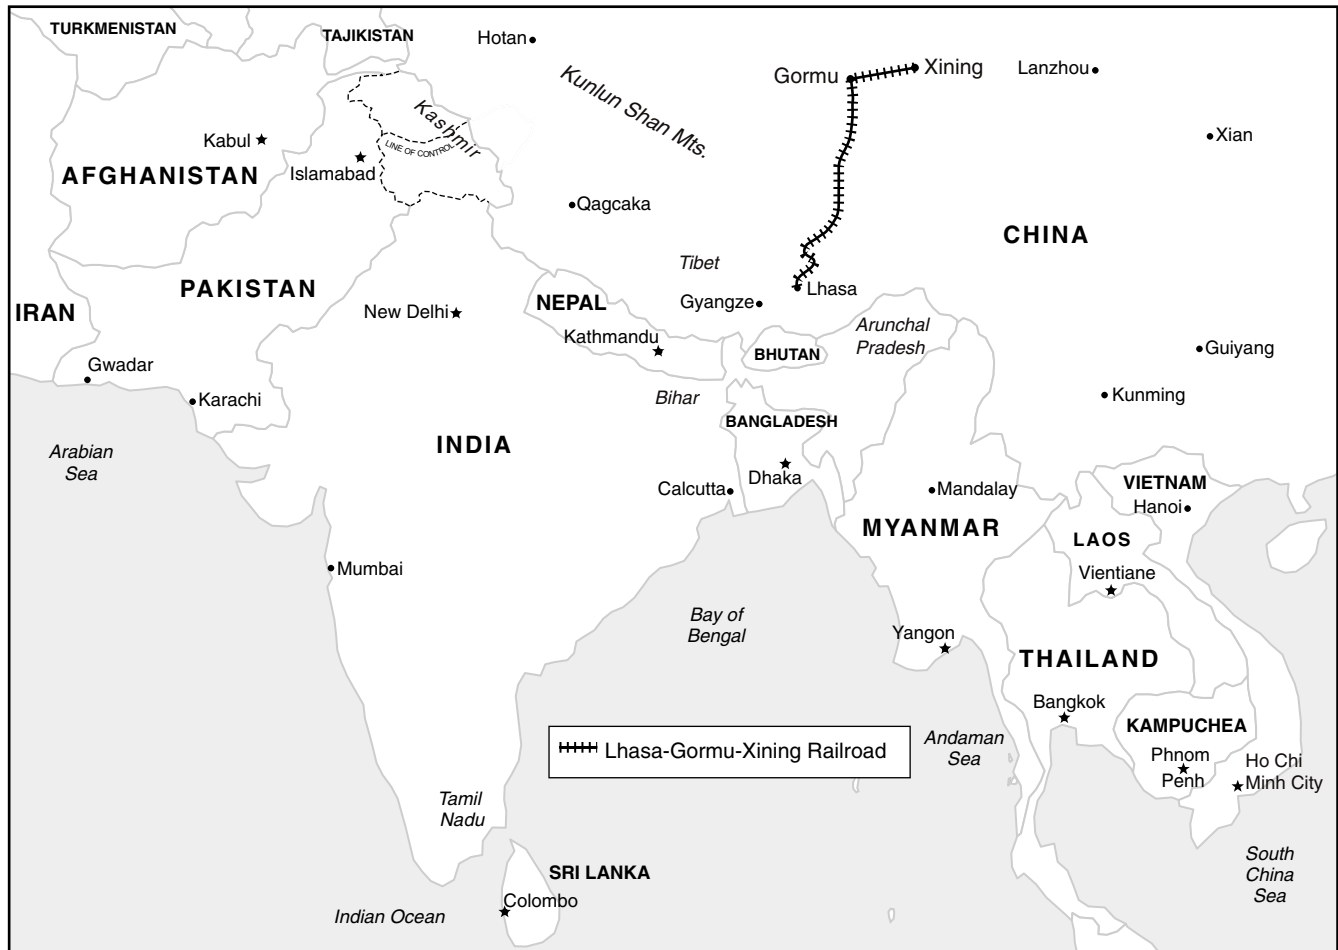 TURKMENISTAN
TAJIKISTAN
Hotan
Kunlun Shan Mts.
Gormu
Xining
Lanzhou
Xian
Kabul
Kashmir
LINE OF CONTROL
Islamabad
AFGHANISTAN
Qagcaka
CHINA
Tibet
PAKISTAN
Lhasa
Gyangze
NEPAL
IRAN
New Delhi
Kathmandu
Arunchal
Pradesh
BHUTAN
Guiyang
Gwadar
Karachi
Bihar
Kunming
BANGLADESH
INDIA
Arabian
Sea
Dhaka
Calcutta
Mandalay
VIETNAM
Hanoi
MYANMAR
LAOS
Vientiane
Mumbai
Bay of
Bengal
Yangon
THAILAND
Bangkok
KAMPUCHEA
Phnom
Penh
Ho Chi
Minh City
Andaman
Sea
Lhasa-Gormu-Xining Railroad
Tamil
Nadu
SRI LANKA
Colombo
Indian Ocean
South
China
Sea